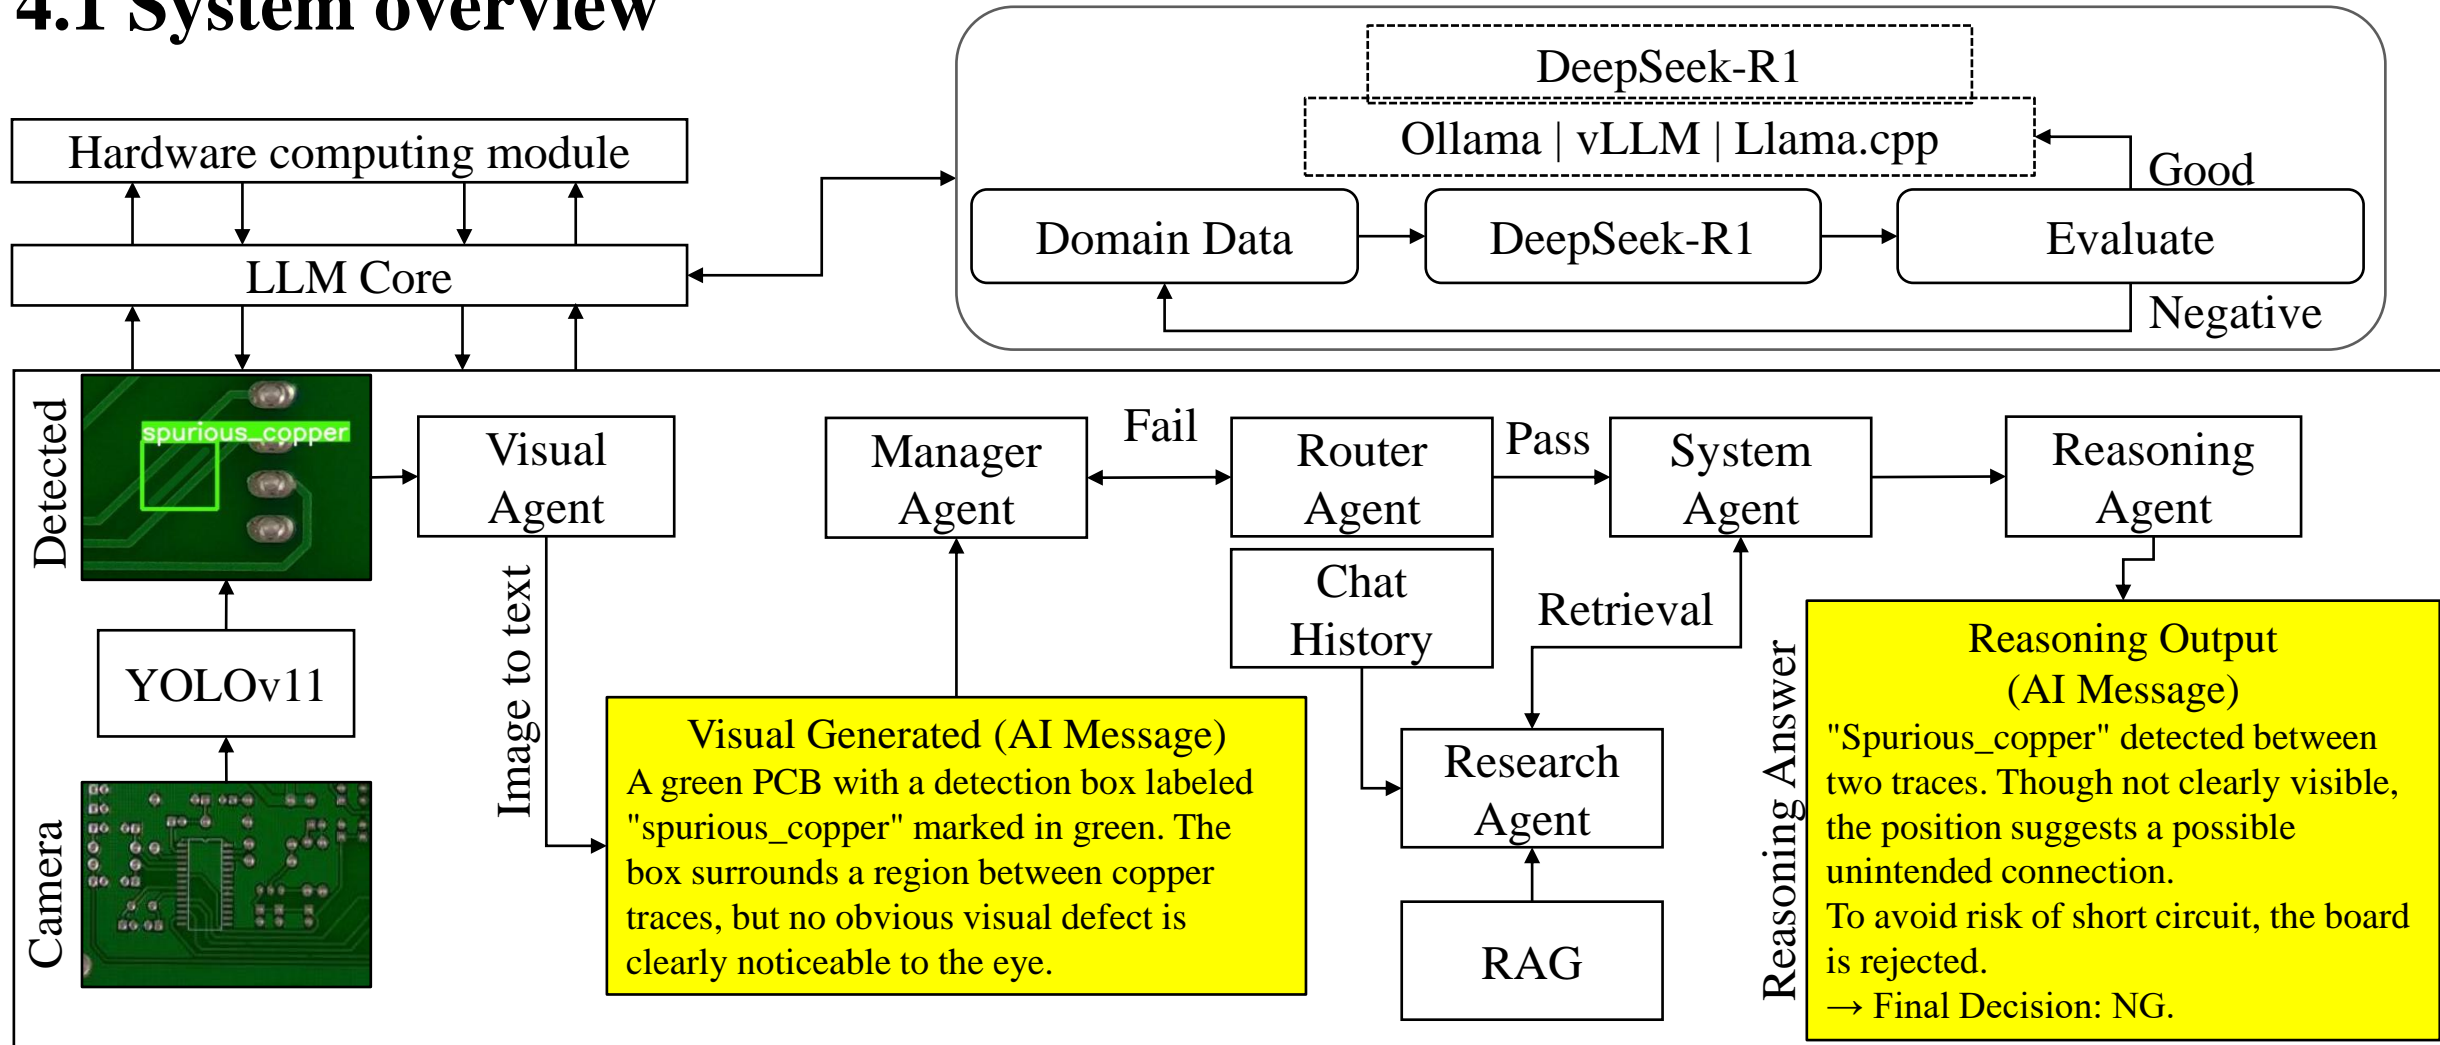 4.1 System overview
DeepSeek-R1
Ollama | vLLM | Llama.cpp
Good
Domain Data
DeepSeek-R1
Evaluate
Negative
Hardware computing module
LLM Core
Detected
spurious_copper
Visual
Agent
Manager
Agent
Fail
Router
Agent
Pass
System
Agent
Reasoning
Agent
Chat
History
Retrieval
YOLOv11
Image to text
Camera
Visual Generated (AI Message)
A green PCB with a detection box labeled
"spurious_copper" marked in green. The
box surrounds a region between copper
traces, but no obvious visual defect is
clearly noticeable to the eye.
Research
Agent
RAG
Reasoning Answer
Reasoning Output
(AI Message)
"Spurious_copper" detected between
two traces. Though not clearly visible,
the position suggests a possible
unintended connection.
To avoid risk of short circuit, the board
is rejected.
→ Final Decision: NG.